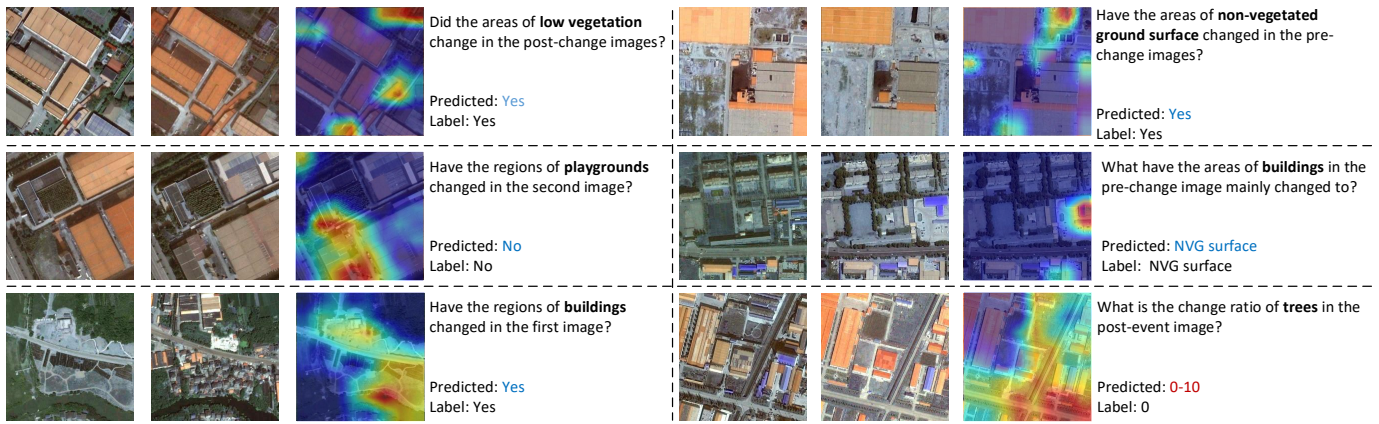 Did the areas of low vegetation
change in the post-change images?
Predicted: Yes
Label: Yes
Have the areas of non-vegetated
ground surface changed in the pre-
change images?
Predicted: Yes
Label: Yes
Have the regions of playgrounds
changed in the second image?
Predicted: No
Label: No
What have the areas of buildings in the
pre-change image mainly changed to?
Predicted: NVG surface
Label: NVG surface
Have the regions of buildings
changed in the first image?
Predicted: Yes
Label: Yes
What is the change ratio of trees in the
post-event image?
Predicted: 0-10
Label: 0